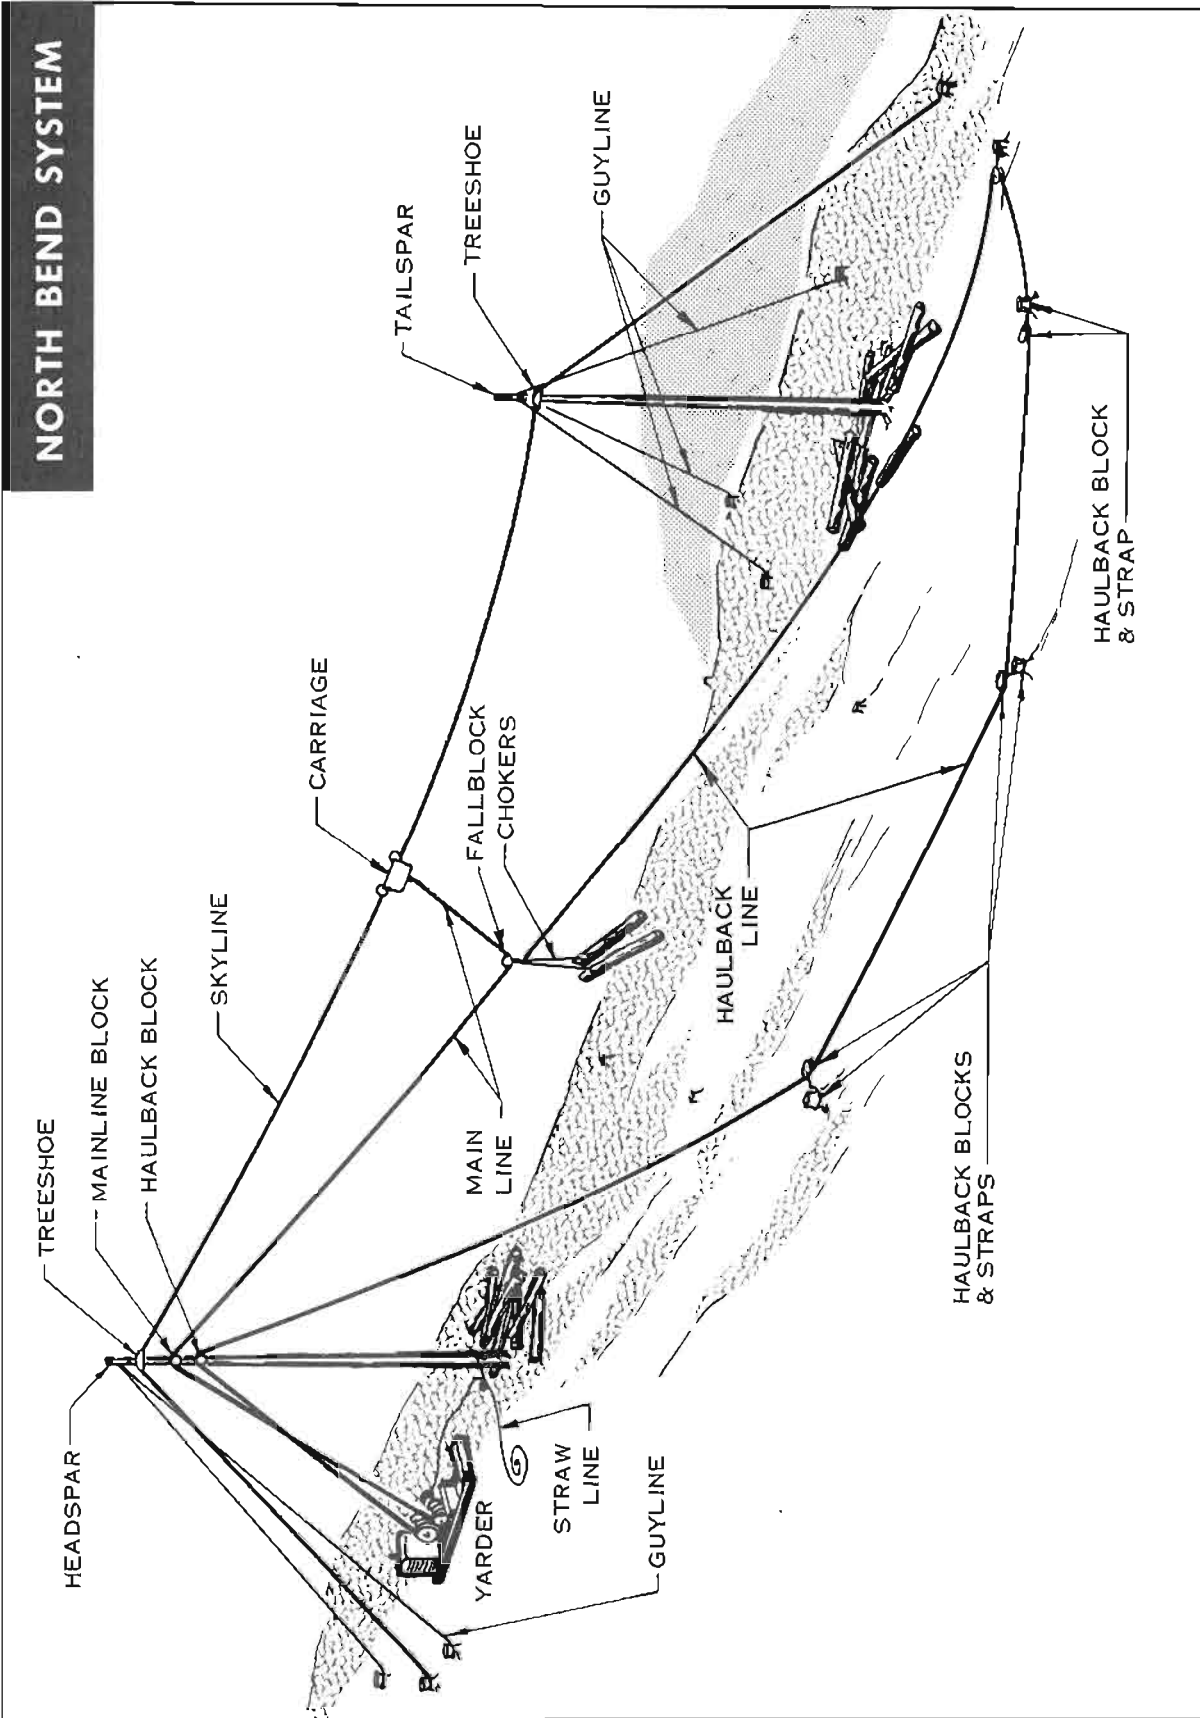 NORTH BEND SYSTEM
HEADSPAR
TREESHOE
MAINLINE BLOCK
HAULBACK BLOCK
SKYLINE
CARRIAGE
TAILSPAR
TREESHOE
GUYLINE
FALLBLOCK
CHOKERS
MAIN
LINE
YARDER
STRAW
LINE
GUYLINE
HAULBACK
LINE
HAULBACK BLOCKS
& STRAPS
HAULBACK BLOCK
& STRAP